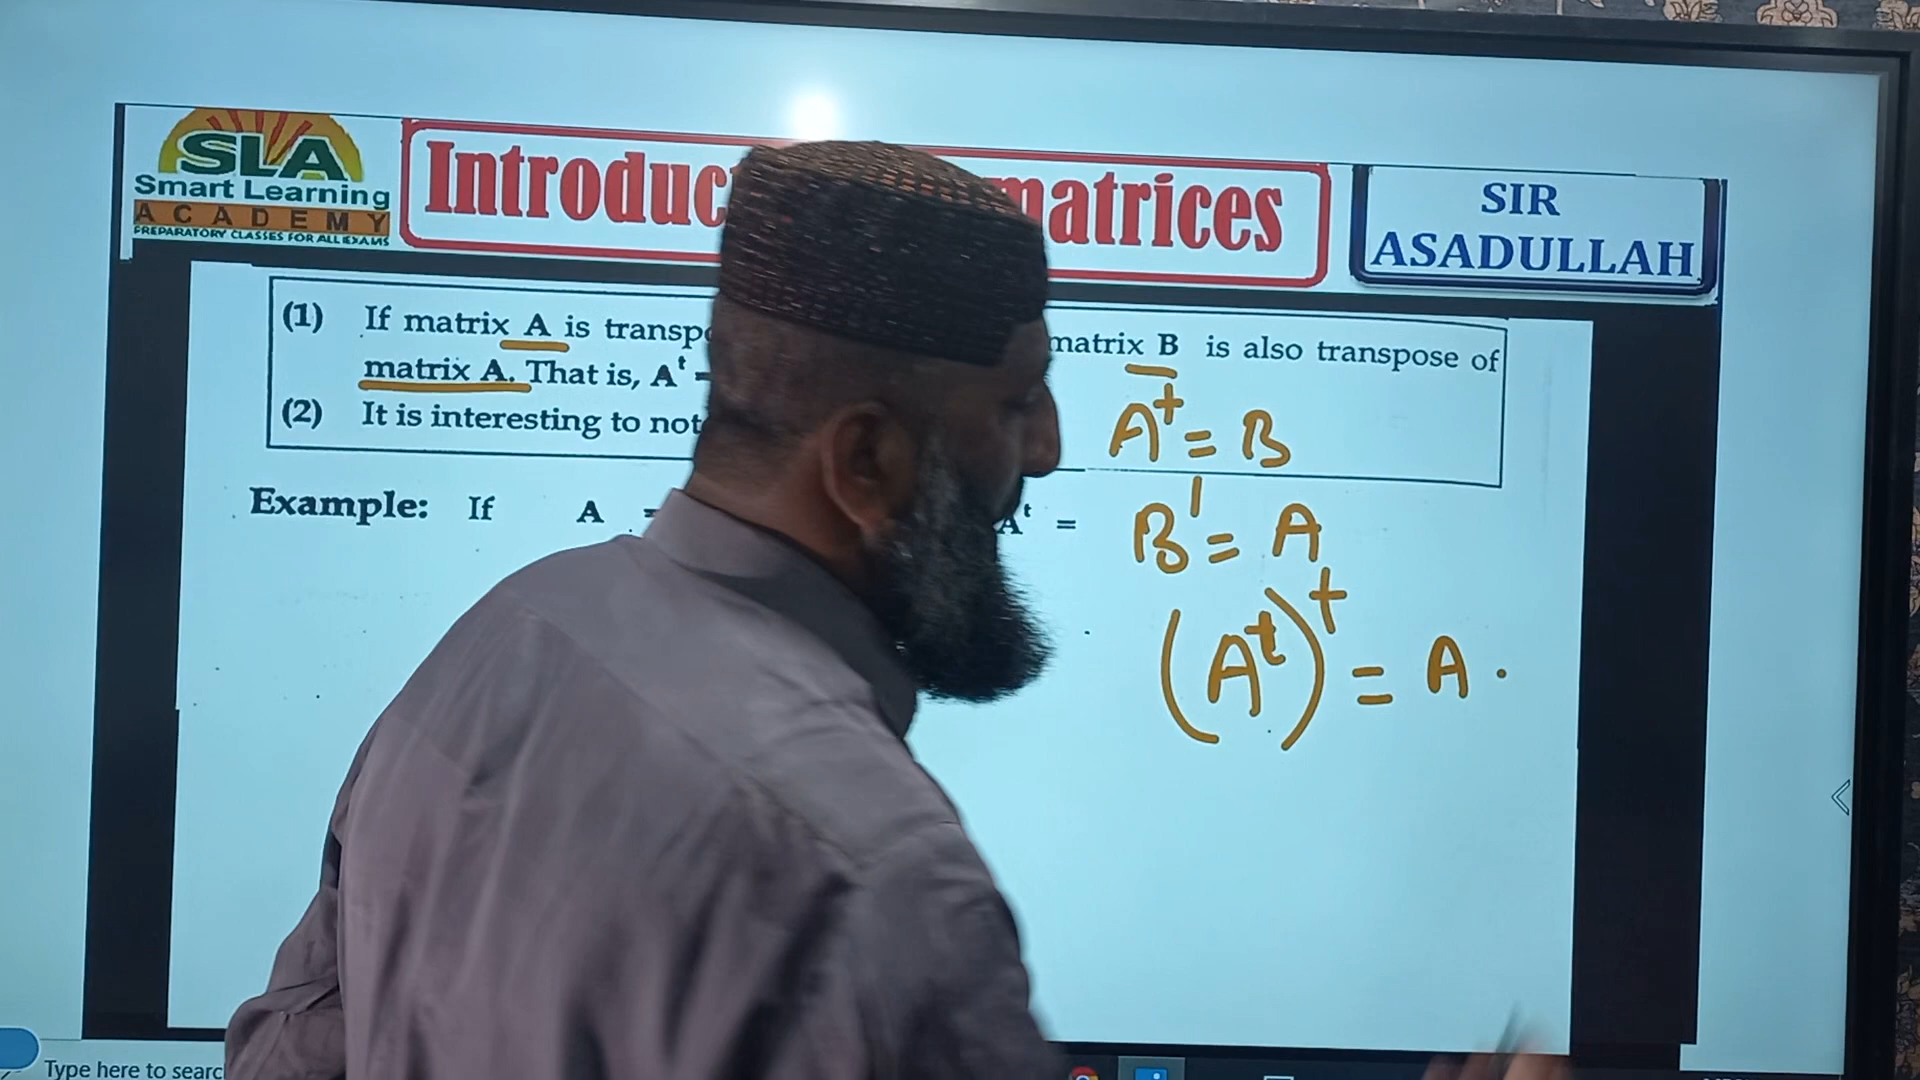 SLA
Smart Learning
ACADEMY
PREPARATORY CLASSES FOR ALL EXAMS
Introduc matrices
SIR
ASADULLAH
(1) If matrix A is transp matrix B is also transpose of
matrix A. That is, Aᵗ =
(2) It is interesting to not
Aᵗ = B
Example: If A = Aᵗ =
B' = A
(Aᵗ)ᵗ = A.
Type here to searc